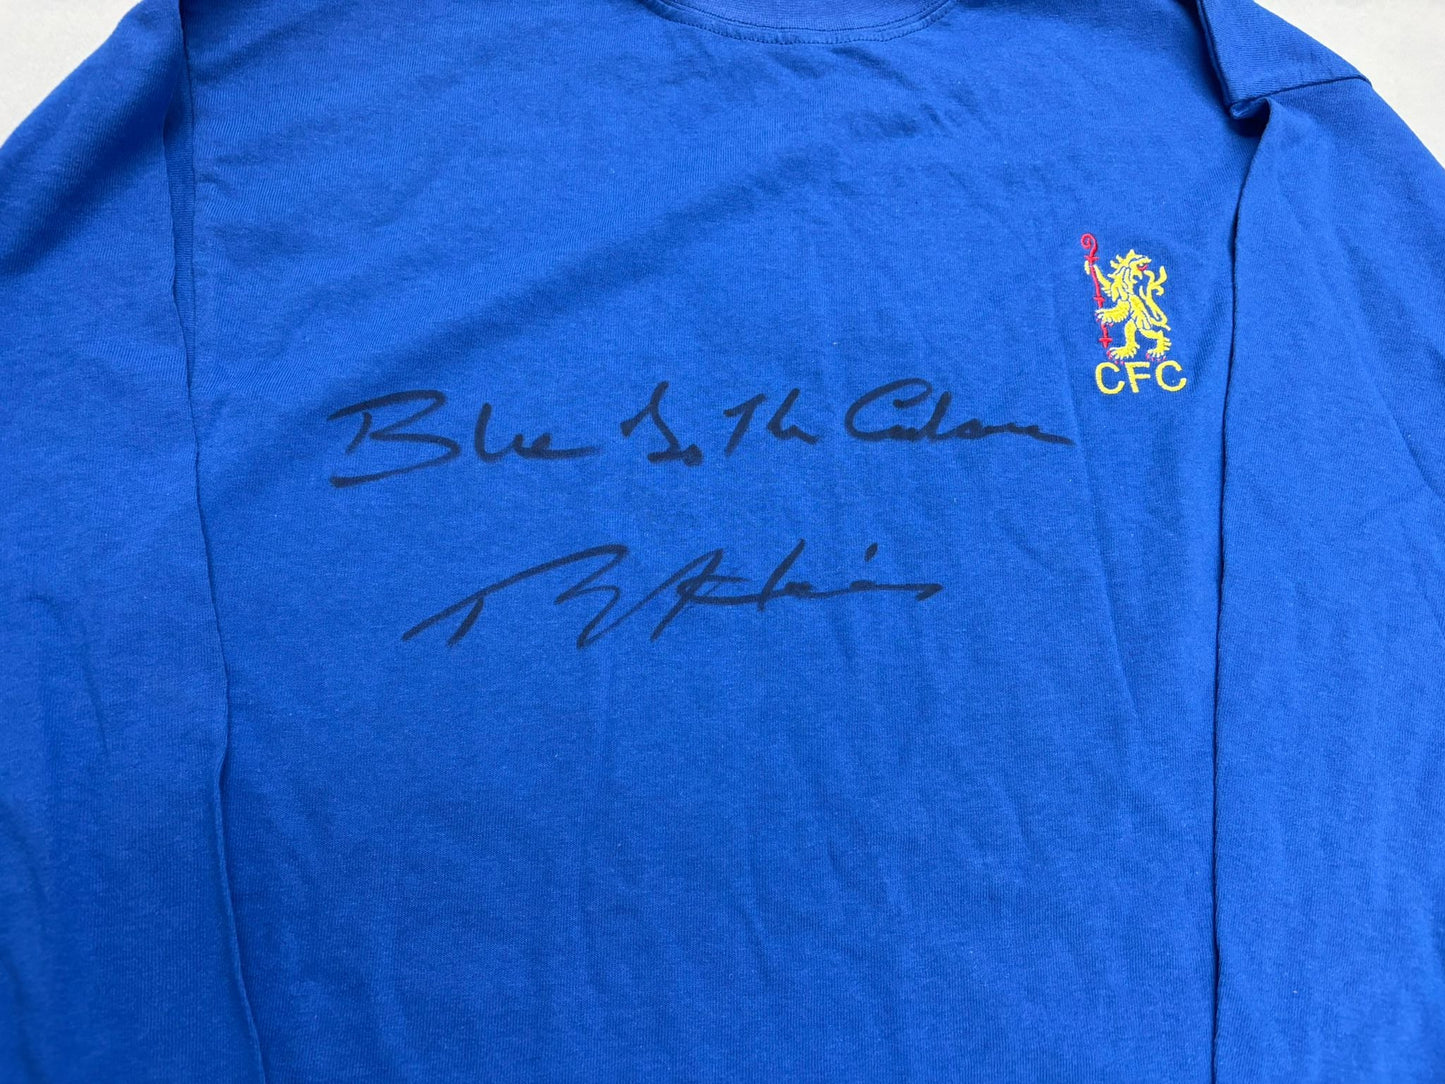 CFC
Blue Is The Colour